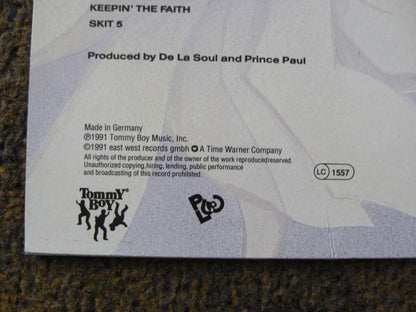 KEEPIN' THE FAITH
SKIT 5
Produced by De La Soul and Prince Paul
Made in Germany
℗1991 Tommy Boy Music, Inc.
©1991 east west records gmbh A Time Warner Company
All rights of the producer and of the owner of the work reproducedreserved.
Unauthorized copying,hiring, lending, public performance
and broadcasting of this record prohibited.
LC 1557
TOMMY
BOY